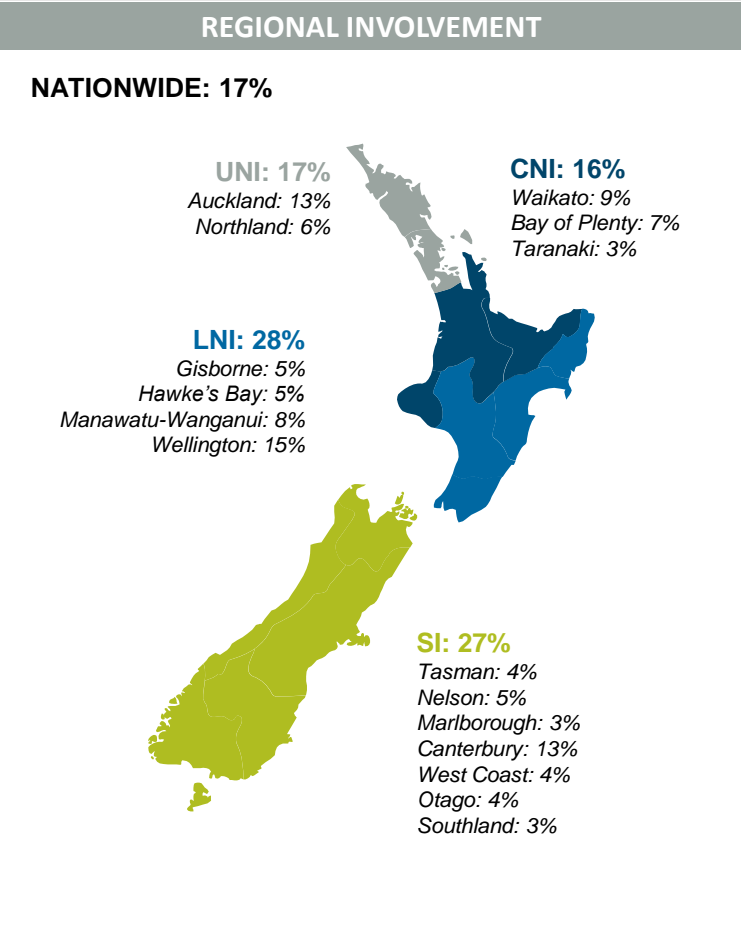 REGIONAL INVOLVEMENT
NATIONWIDE: 17%
UNI: 17%
Auckland: 13%
Northland: 6%
CNI: 16%
Waikato: 9%
Bay of Plenty: 7%
Taranaki: 3%
LNI: 28%
Gisborne: 5%
Hawke's Bay: 5%
Manawatu-Wanganui: 8%
Wellington: 15%
SI: 27%
Tasman: 4%
Nelson: 5%
Marlborough: 3%
Canterbury: 13%
West Coast: 4%
Otago: 4%
Southland: 3%